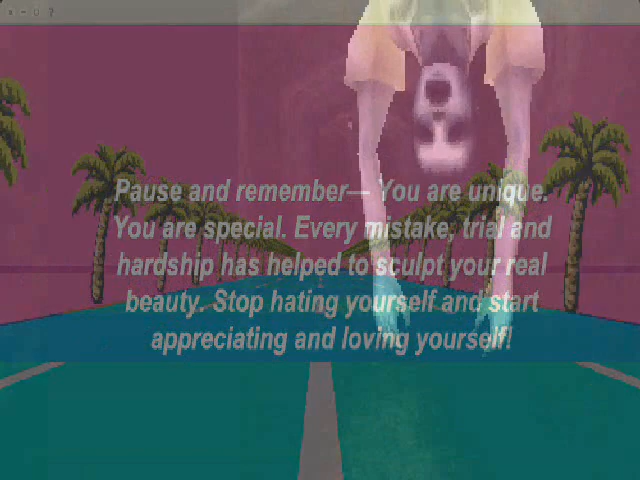 Pause and remember— You are unique.
You are special. Every mistake, trial and
hardship has helped to sculpt your real
beauty. Stop hating yourself and start
appreciating and loving yourself!